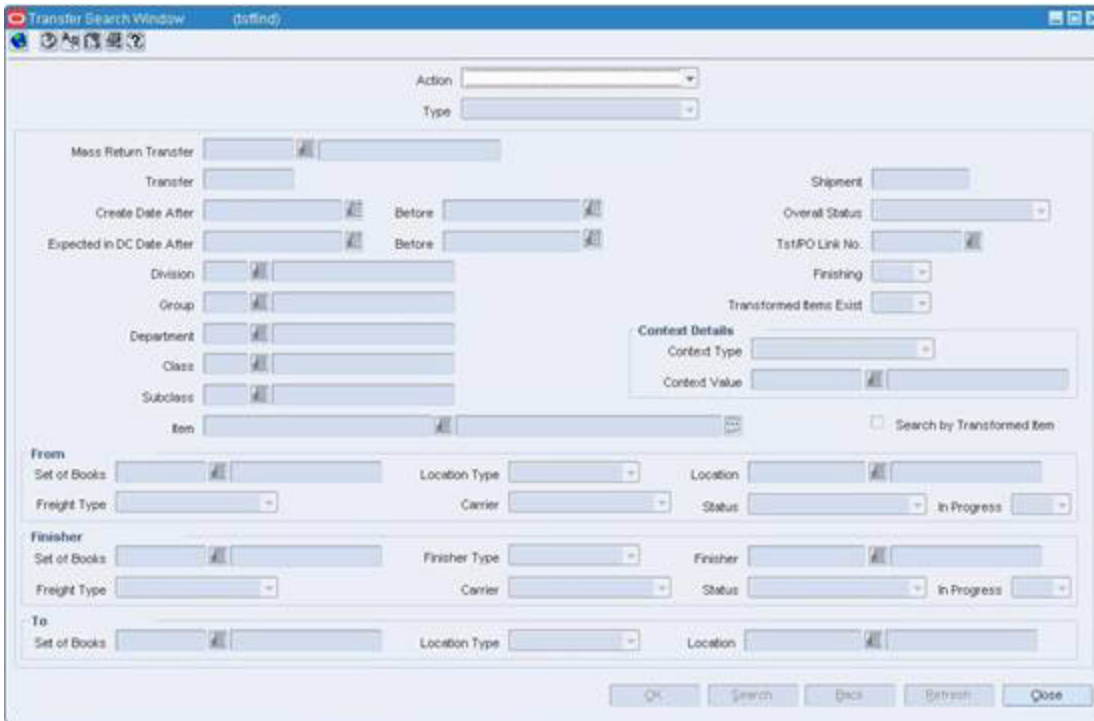 Transfer Search Window (tsffind)
Action
Type
Mass Return Transfer
Transfer Shipment
Create Date After Before Overall Status
Expected in DC Date After Before Tsf/PO Link No.
Division Finishing
Group Transformed Items Exist
Department Context Details
Class Context Type
Subclass Context Value
Item Search by Transformed Item
From
Set of Books Location Type Location
Freight Type Carrier Status In Progress
Finisher
Set of Books Finisher Type Finisher
Freight Type Carrier Status In Progress
To
Set of Books Location Type Location
OK Search Back Refresh Close